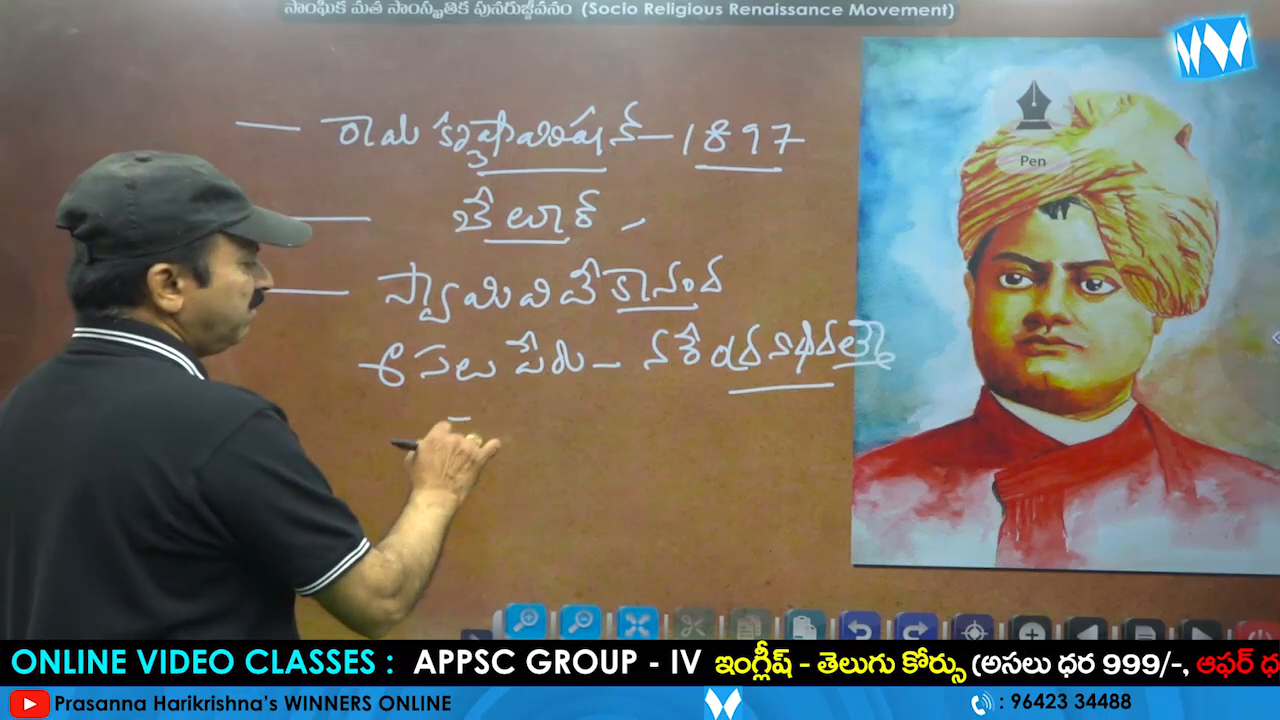 సాంఘిక మత సాంస్కృతిక పునరుజ్జీవనం (Socio Religious Renaissance Movement)
— రామకృష్ణామిషన్ — 1897
— బేలూర్ -
— స్వామి వివేకానంద
అసలు పేరు - నరేంద్రనాథ్ దత్తా
Pen
ONLINE VIDEO CLASSES : APPSC GROUP - IV ఇంగ్లీష్ - తెలుగు కోర్సు (అసలు ధర 999/-, ఆఫర్ ధ
Prasanna Harikrishna's WINNERS ONLINE
: 96423 34488